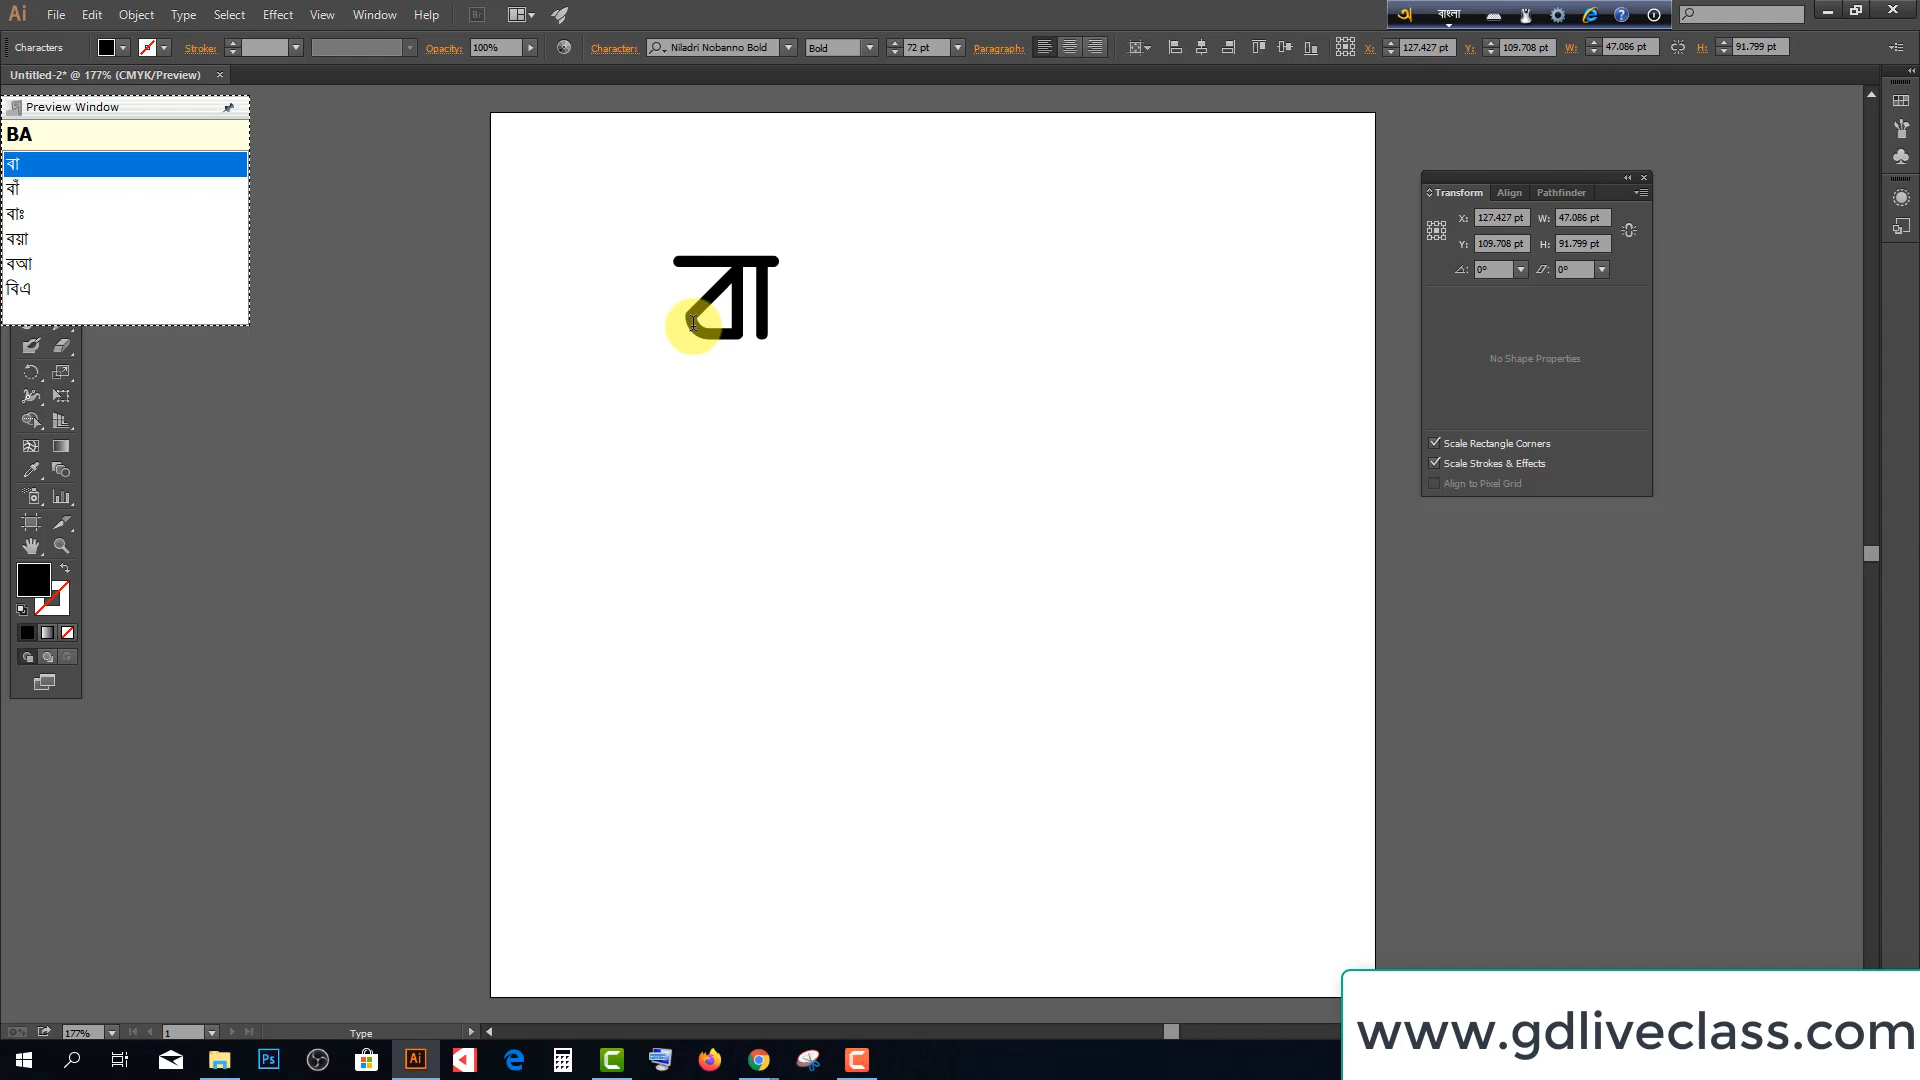 Ai File Edit Object Type Select Effect View Window Help Br
বাংলা
Characters Stroke: Opacity: 100% Character: Niladri Nobanno Bold Bold 72 pt Paragraph: X: 127.427 pt Y: 109.708 pt W: 47.086 pt H: 91.799 pt
Untitled-2* @ 177% (CMYK/Preview) ×
Preview Window
BA
বা
বাঁ
বাঃ
বয়া
বআ
বিএ
বা
Transform Align Pathfinder
X: 127.427 pt W: 47.086 pt
Y: 109.708 pt H: 91.799 pt
0° 0°
No Shape Properties
Scale Rectangle Corners
Scale Strokes & Effects
Align to Pixel Grid
177% 1 Type
www.gdliveclass.com
Ps Ai